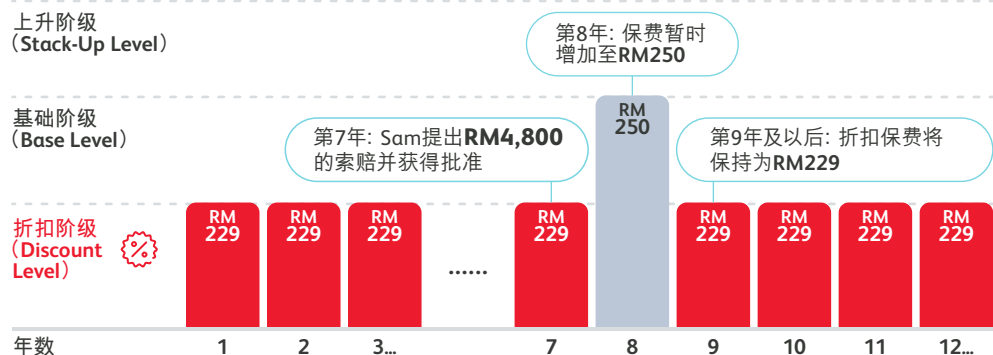 上升阶级
（Stack-Up Level）
第8年: 保费暂时
增加至RM250
基础阶级
（Base Level）
第7年: Sam提出RM4,800
的索赔并获得批准
RM
250
第9年及以后: 折扣保费将
保持为RM229
折扣阶级
（Discount
Level）
%
RM
229
RM
229
RM
229
......
RM
229
RM
229
RM
229
RM
229
RM
229
年数 1 2 3... 7 8 9 10 11 12...